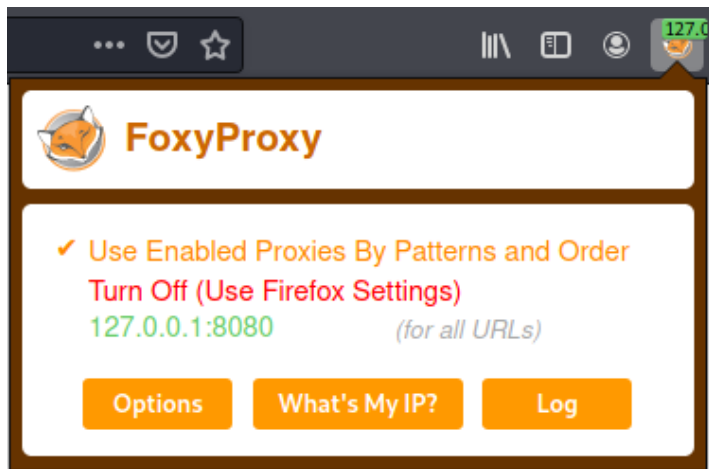 127.0
FoxyProxy
✔ Use Enabled Proxies By Patterns and Order
Turn Off (Use Firefox Settings)
127.0.0.1:8080 (for all URLs)
Options What's My IP? Log